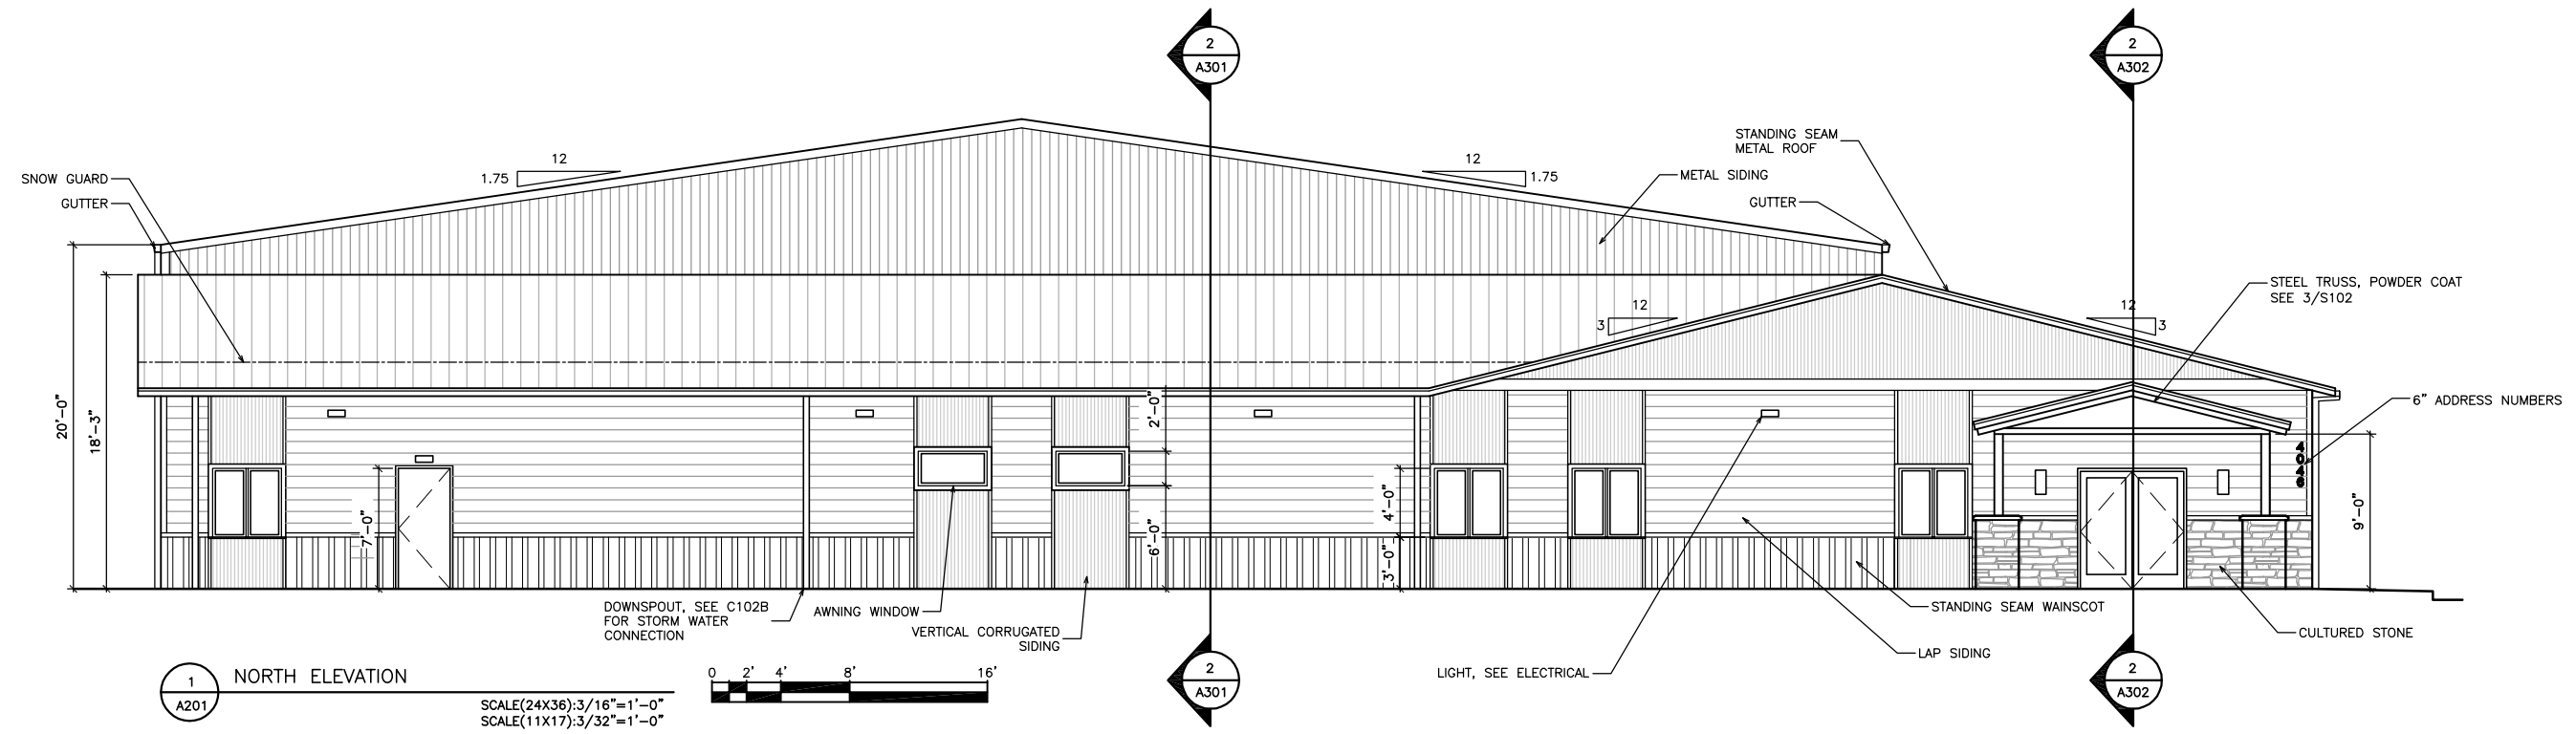 2
A301
2
A302
STANDING SEAM
METAL ROOF
12
1.75
12
1.75
METAL SIDING
SNOW GUARD
GUTTER
GUTTER
STEEL TRUSS, POWDER COAT
SEE 3/S102
12
3
12
3
20'-0"
18'-3"
2'-0"
6" ADDRESS NUMBERS
4046
7'-0"
6'-0"
4'-0"
3'-0"
9'-0"
DOWNSPOUT, SEE C102B
FOR STORM WATER
CONNECTION
AWNING WINDOW
VERTICAL CORRUGATED
SIDING
STANDING SEAM WAINSCOT
CULTURED STONE
LAP SIDING
LIGHT, SEE ELECTRICAL
1
A201
NORTH ELEVATION
SCALE(24X36):3/16"=1'-0"
SCALE(11X17):3/32"=1'-0"
0 2' 4' 8' 16'
2
A301
2
A302